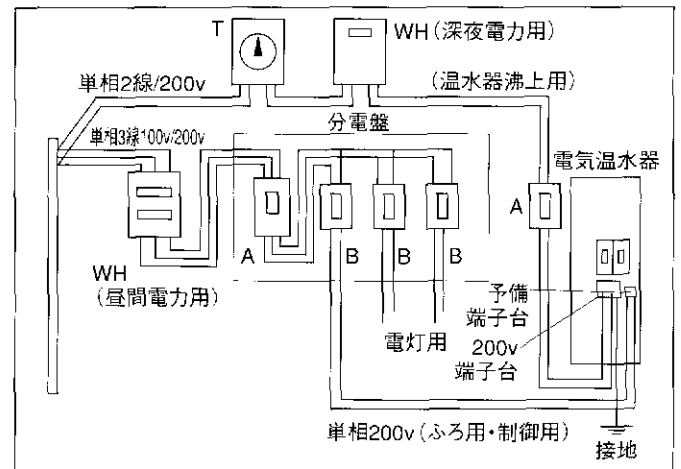 T
WH(深夜電力用)
単相2線/200v
(温水器沸上用)
分電盤
単相3線100v/200v
電気温水器
A
A
B
B
B
WH
(昼間電力用)
予備
端子台
電灯用
200v
端子台
単相200v(ふろ用・制御用)
接地